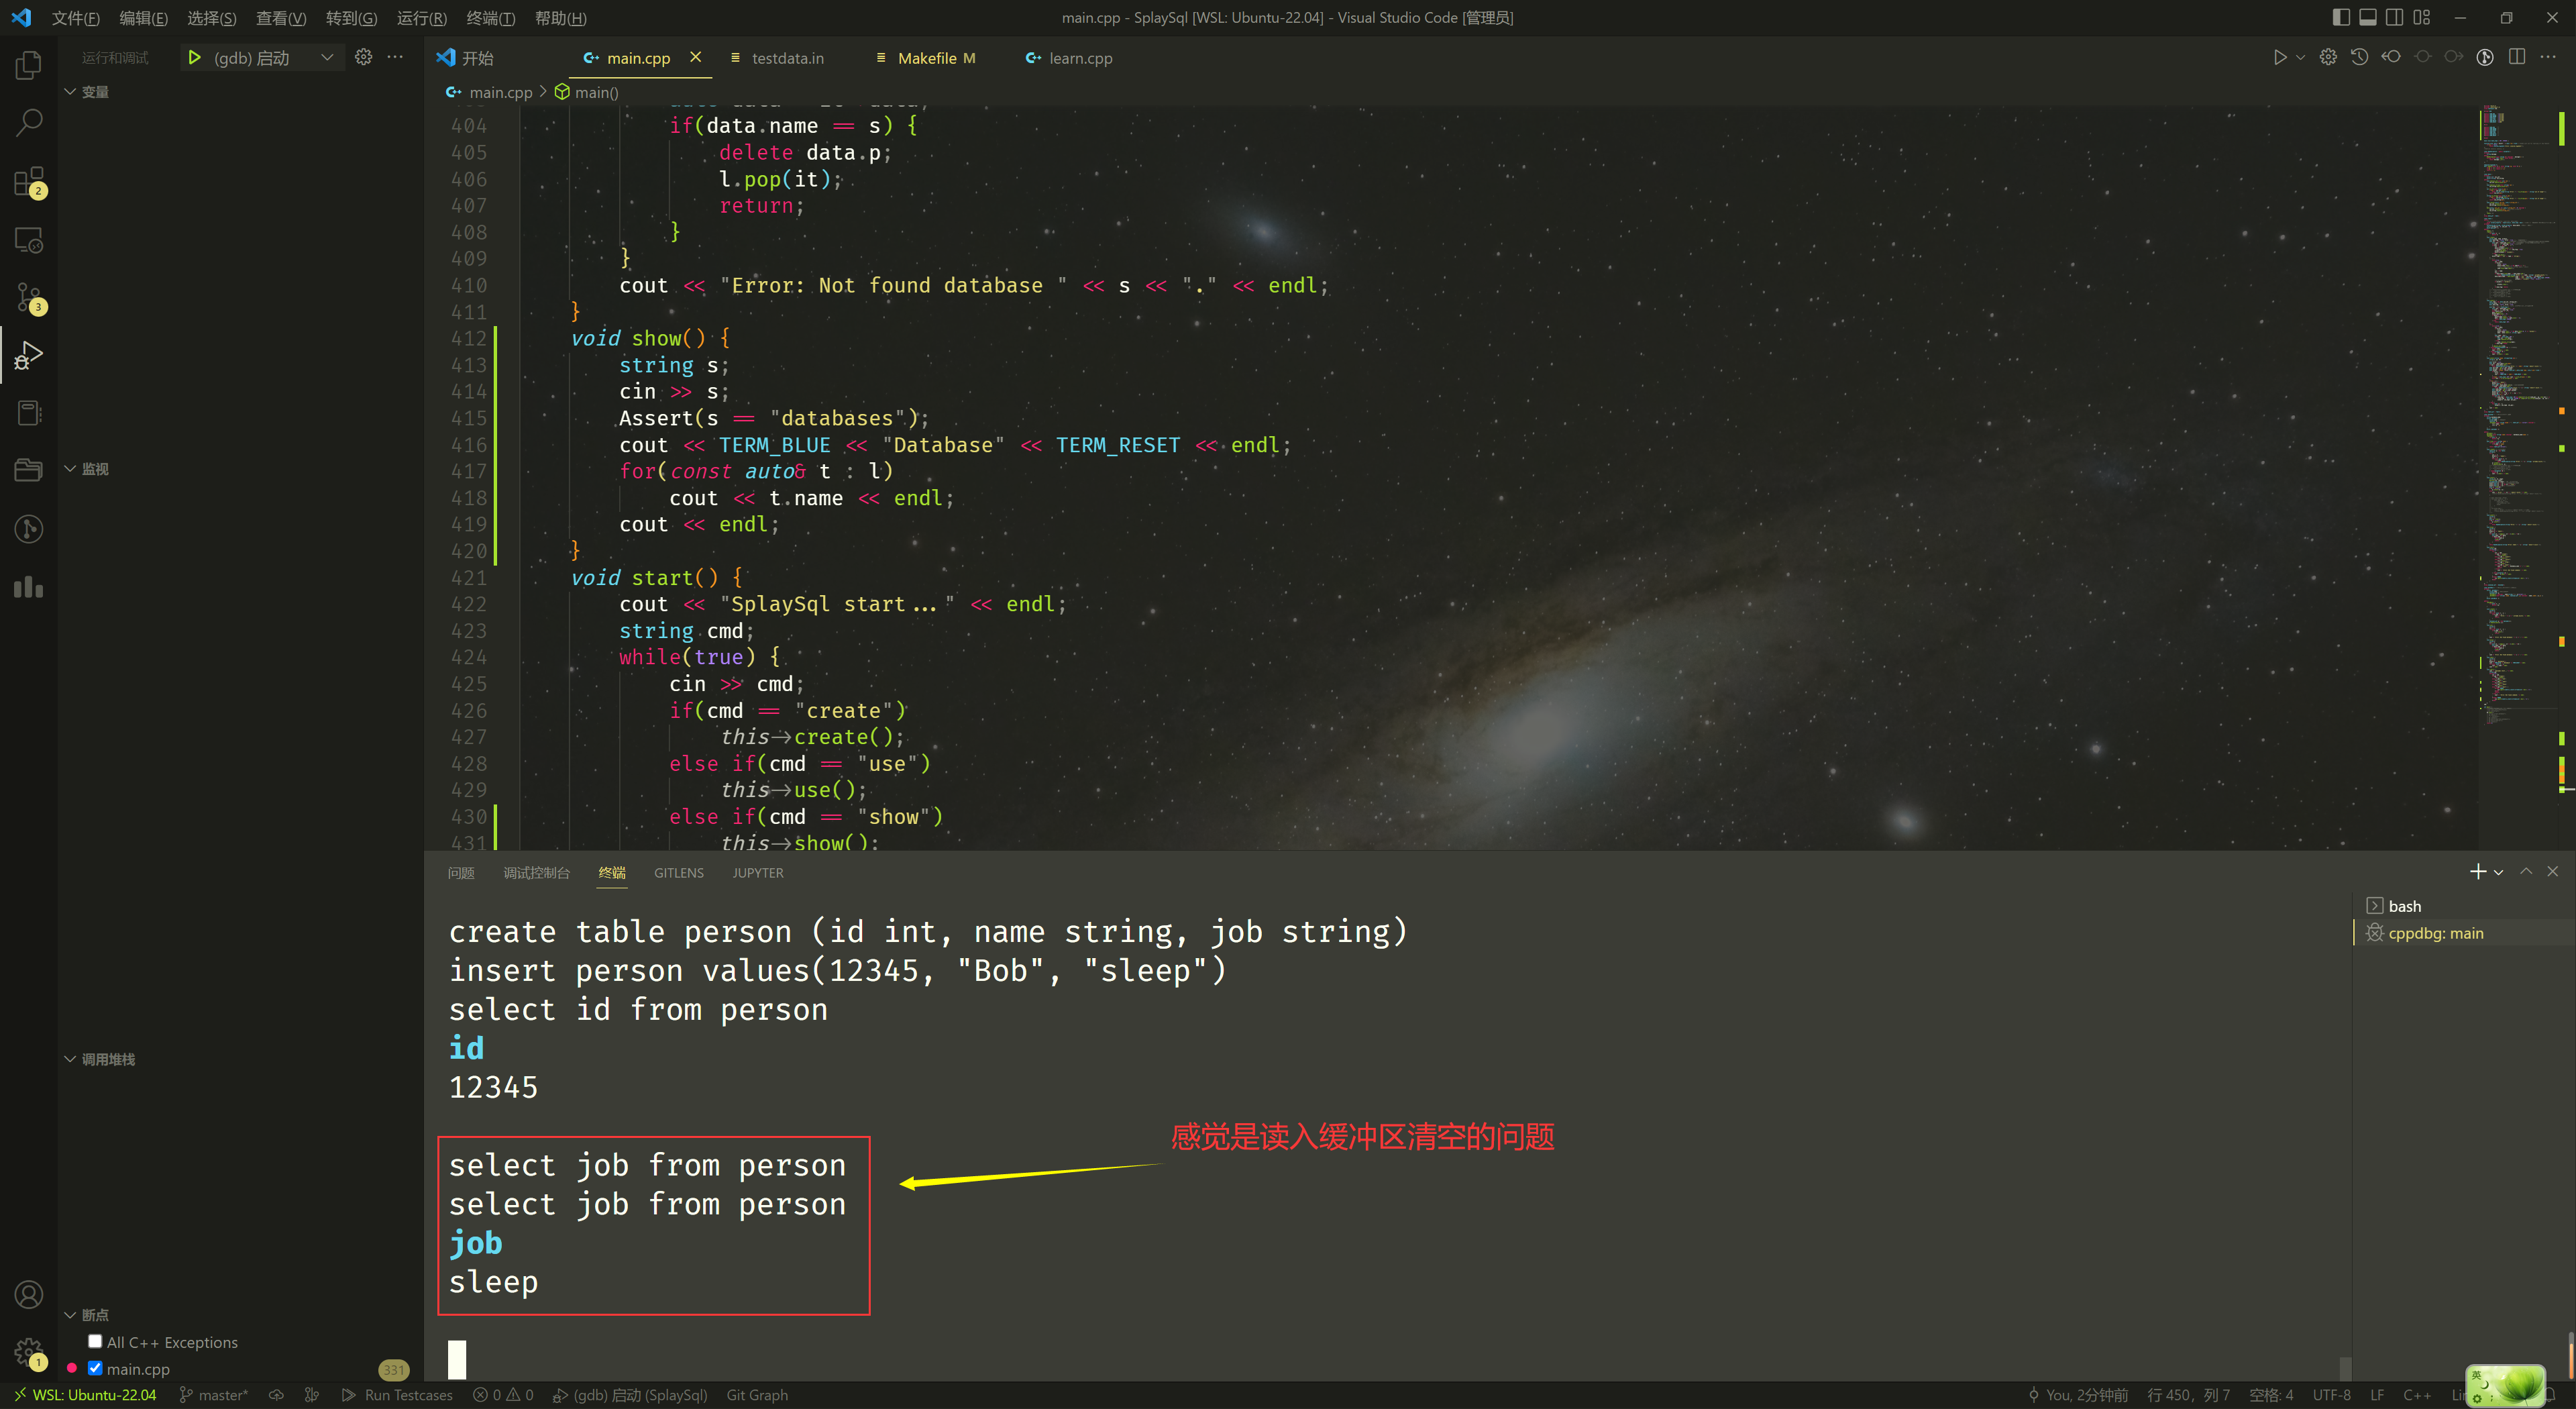 文件(F) 编辑(E) 选择(S) 查看(V) 转到(G) 运行(R) 终端(T) 帮助(H)
main.cpp - SplaySql [WSL: Ubuntu-22.04] - Visual Studio Code [管理员]
运行和调试 (gdb) 启动
开始 main.cpp testdata.in Makefile M learn.cpp
main.cpp > main()
变量
监视
调用堆栈
断点
All C++ Exceptions
main.cpp 331
2
3
1
404 if(data.name == s) {
405 delete data.p;
406 l.pop(it);
407 return;
408 }
409 }
410 cout << "Error: Not found database " << s << "." << endl;
411 }
412 void show() {
413 string s;
414 cin >> s;
415 Assert(s == "databases");
416 cout << TERM_BLUE << "Database" << TERM_RESET << endl;
417 for(const auto& t : l)
418 cout << t.name << endl;
419 cout << endl;
420 }
421 void start() {
422 cout << "SplaySql start..." << endl;
423 string cmd;
424 while(true) {
425 cin >> cmd;
426 if(cmd == "create")
427 this->create();
428 else if(cmd == "use")
429 this->use();
430 else if(cmd == "show")
431 this->show();
问题 调试控制台 终端 GITLENS JUPYTER
create table person (id int, name string, job string)
insert person values(12345, "Bob", "sleep")
select id from person
id
12345
select job from person
select job from person
job
sleep
感觉是读入缓冲区清空的问题
bash
cppdbg: main
WSL: Ubuntu-22.04 master* Run Testcases 0 0 (gdb) 启动 (SplaySql) Git Graph
You, 2分钟前 行 450，列 7 空格: 4 UTF-8 LF C++
英